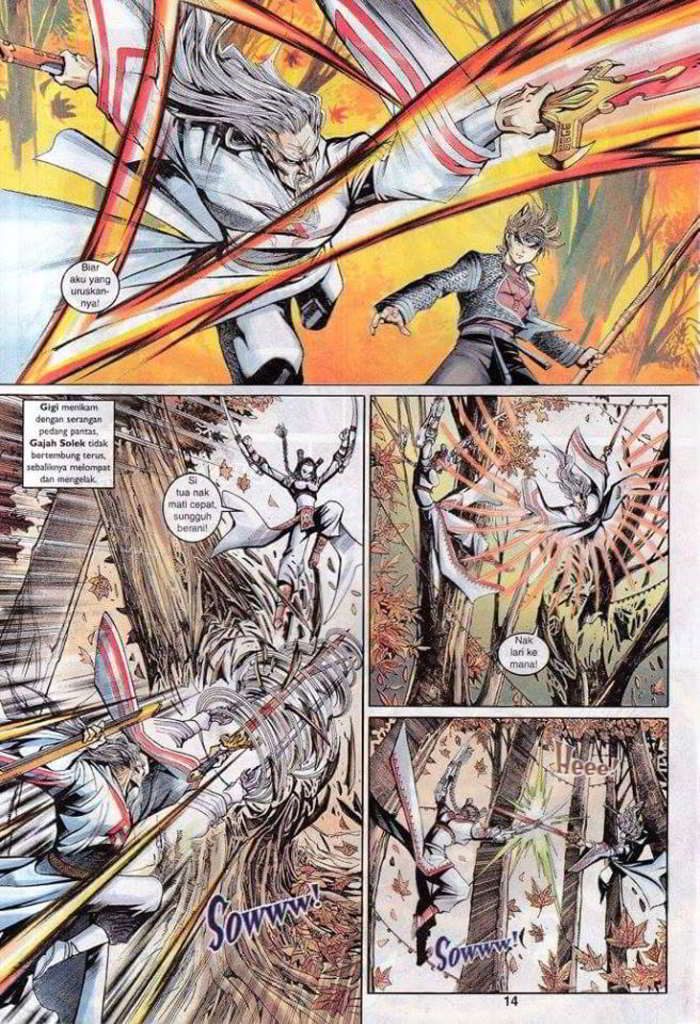 Biar
aku yang
uruskan-
nya!
Gigi menikam
dengan serangan
pedang pantas.
Gajah Solek tidak
bertembung terus,
sebaliknya melompat
dan mengelak.
Si
tua nak
mati cepat,
sungguh
berani!
Sowww!
Nak
lari ke
mana!
Heee
Sowww!
14